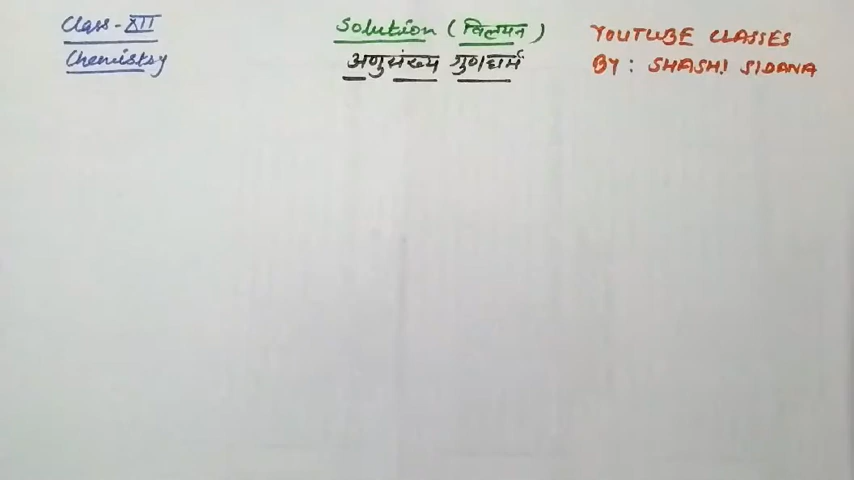 Class - XII
Chemistry
Solution (विलयन)
अणुसंख्य गुणधर्म
YOUTUBE CLASSES
BY : SHASHI SIDANA